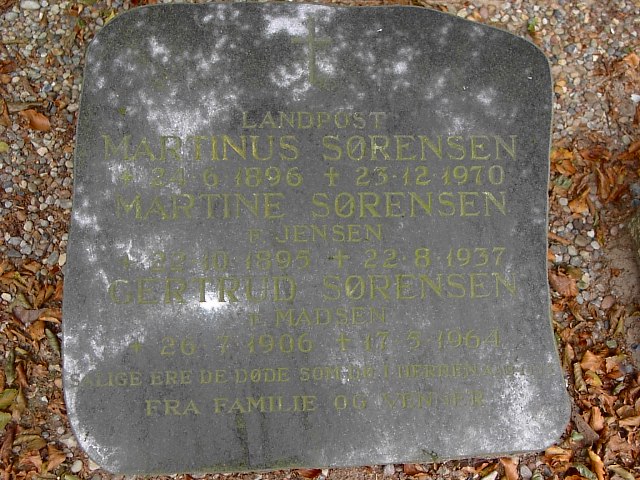 LANDPOST
MARTINUS SØRENSEN
* 24·6·1896 + 23·12·1970
MARTINE SØRENSEN
F. JENSEN
* 22·10·1895 + 22·8·1937
GERTRUD SØRENSEN
F. MADSEN
* 26·7·1906 + 17·5·1964
SALIGE ERE DE DØDE SOM DØ I HERREN
FRA FAMILIE OG VENNER